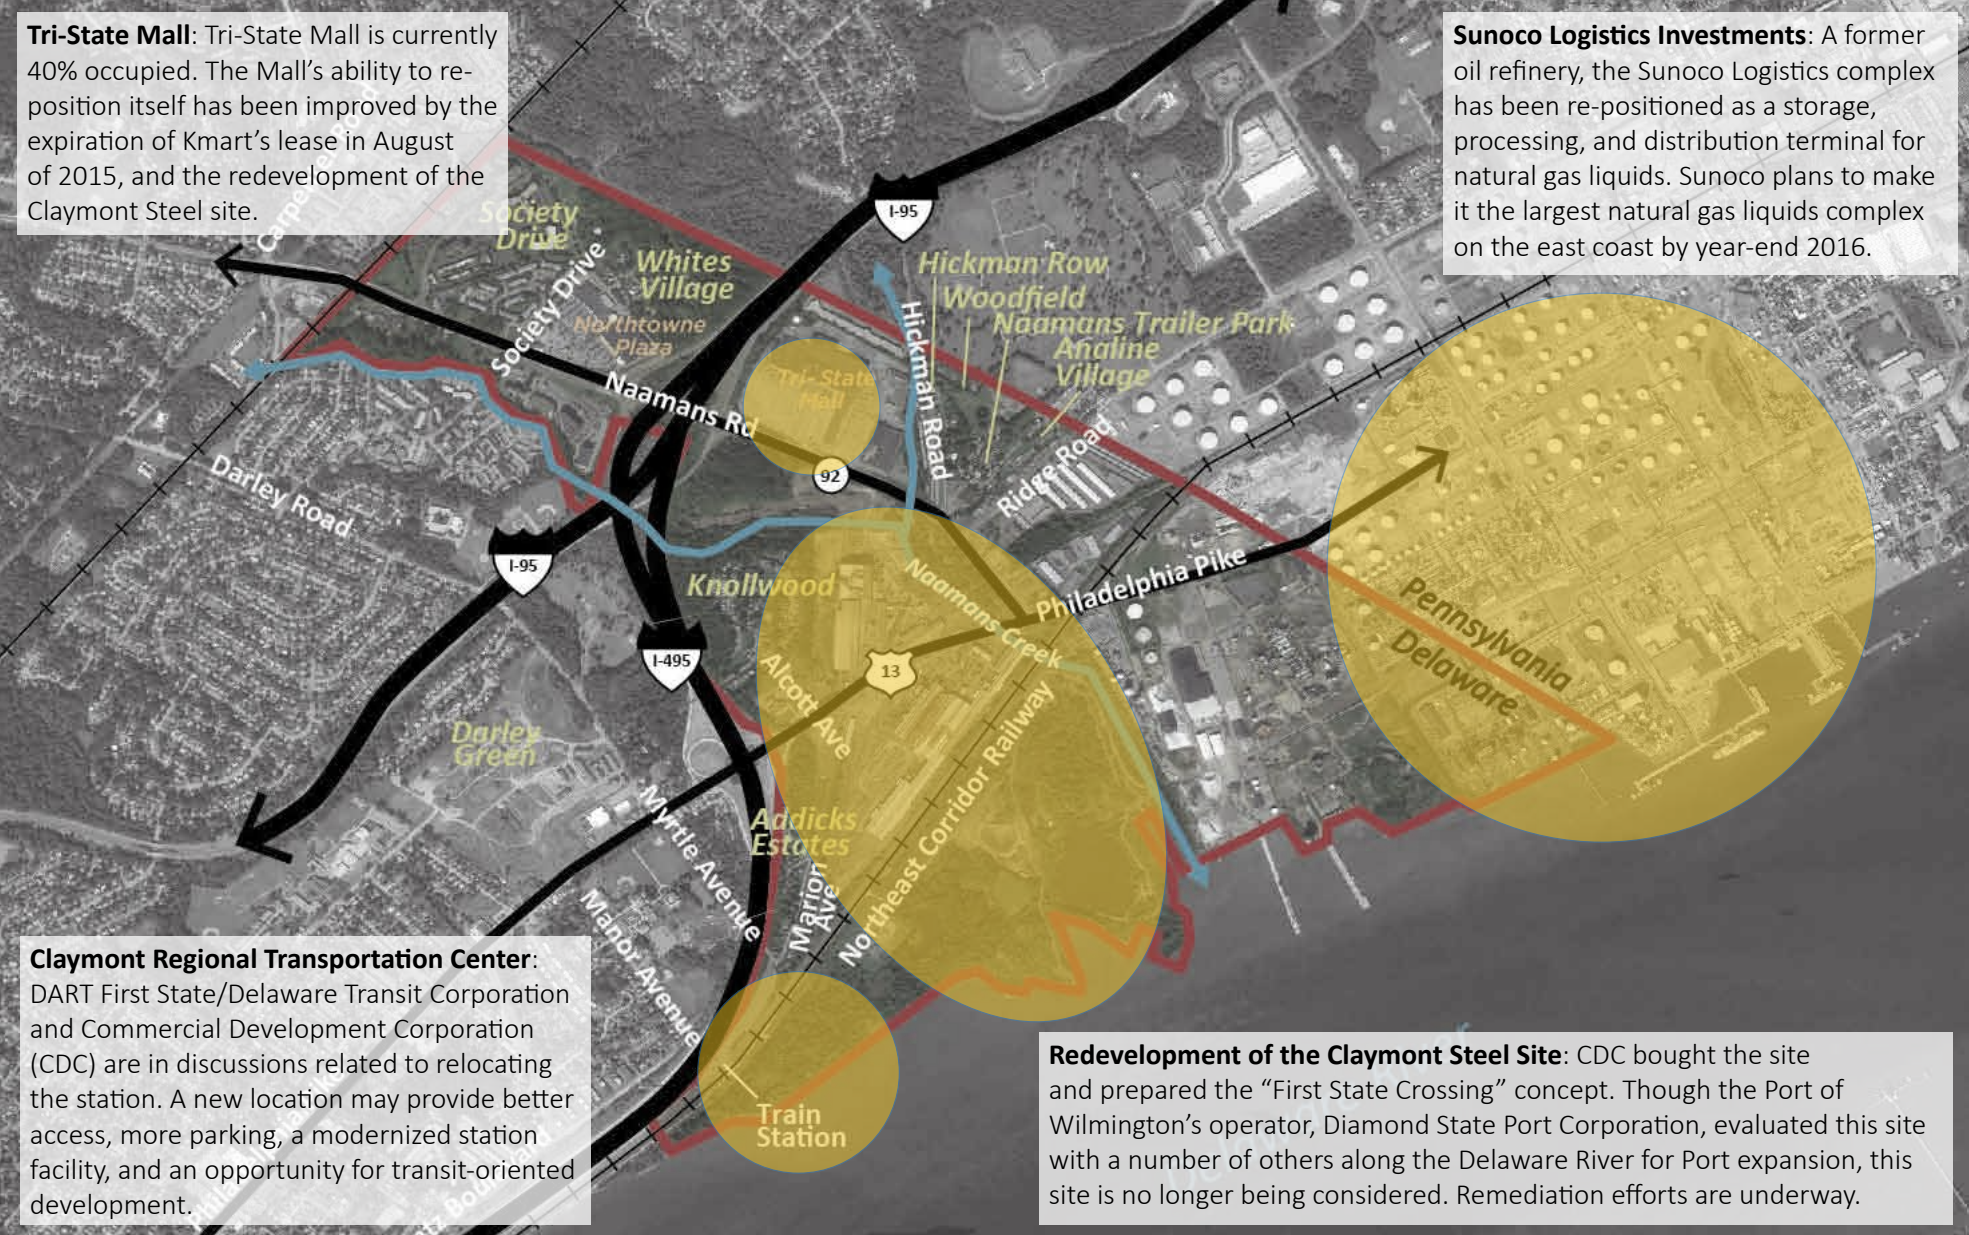 Tri-State Mall: Tri-State Mall is currently
40% occupied. The Mall’s ability to re-
position itself has been improved by the
expiration of Kmart’s lease in August
of 2015, and the redevelopment of the
Claymont Steel site.
Sunoco Logistics Investments: A former
oil refinery, the Sunoco Logistics complex
has been re-positioned as a storage,
processing, and distribution terminal for
natural gas liquids. Sunoco plans to make
it the largest natural gas liquids complex
on the east coast by year-end 2016.
Society
Drive
Society Drive
Whites
Village
Northtowne
Plaza
I-95
Hickman Row
Woodfield
Naamans Trailer Park
Analine
Village
Hickman Road
Tri-State
Mall
Naamans Rd
92
Ridge Road
Darley Road
I-95
Knollwood
Naamans Creek
Philadelphia Pike
Pennsylvania
Delaware
I-495
13
Alcott Ave
Darley
Green
Addicks
Estates
Myrtle Avenue
Marion
Ave
Northeast Corridor Railway
Manor Avenue
Train
Station
Claymont Regional Transportation Center:
DART First State/Delaware Transit Corporation
and Commercial Development Corporation
(CDC) are in discussions related to relocating
the station. A new location may provide better
access, more parking, a modernized station
facility, and an opportunity for transit-oriented
development.
Redevelopment of the Claymont Steel Site: CDC bought the site
and prepared the “First State Crossing” concept. Though the Port of
Wilmington’s operator, Diamond State Port Corporation, evaluated this site
with a number of others along the Delaware River for Port expansion, this
site is no longer being considered. Remediation efforts are underway.
Delaware River